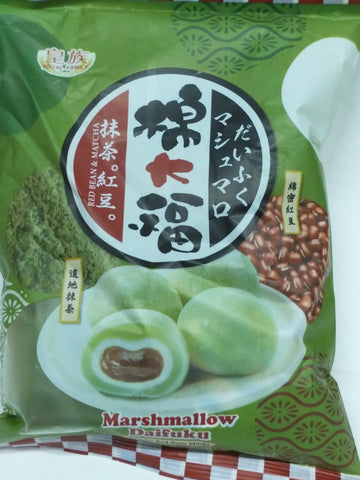 皇族
ROYAL FAMILY
棉大福
だいふく
マシュマロ
抹茶。紅豆。
RED BEAN & MATCHA
綿密紅豆
道地抹茶
Marshmallow
Daifuku